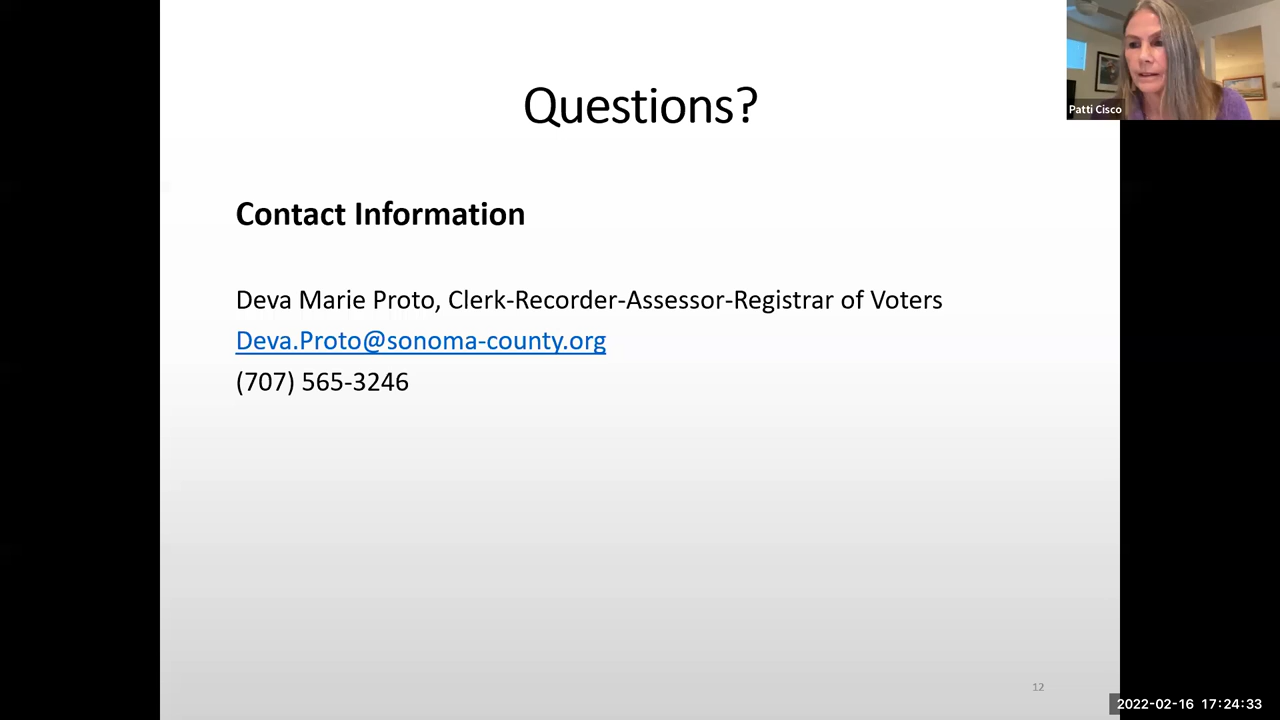 Questions?
Patti Cisco
Contact Information
Deva Marie Proto, Clerk-Recorder-Assessor-Registrar of Voters
Deva.Proto@sonoma-county.org
(707) 565-3246
12
2022-02-16 17:24:33